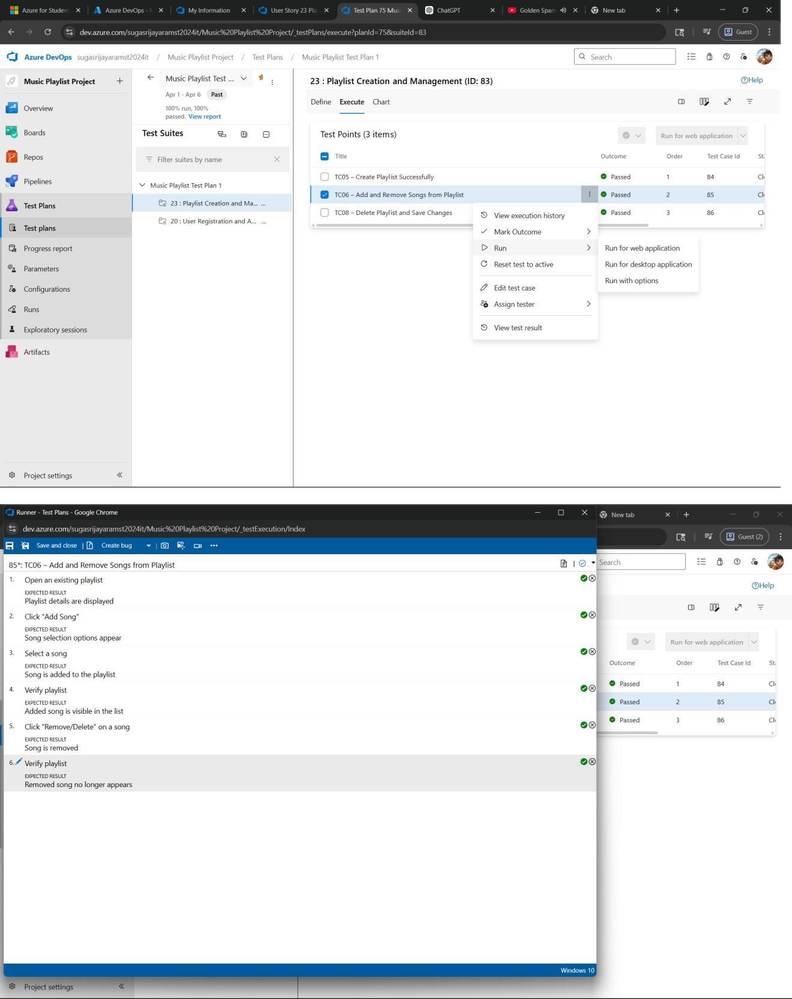 Azure for Studen
Azure DevOps -
My Information
User Story 23 Pla
Test Plan 75 Mus
ChatGPT
Golden Spar
New tab
dev.azure.com/sugasrijayaramst2024it/Music%20Playlist%20Project/_testPlans/execute?planId=75&suiteId=83
Guest
Azure DevOps
sugasrijayaramst2024it / Music Playlist Project / Test Plans / Music Playlist Test Plan 1
Search
Music Playlist Project
Overview
Boards
Repos
Pipelines
Test Plans
Test plans
Progress report
Parameters
Configurations
Runs
Exploratory sessions
Artifacts
Project settings
Music Playlist Test ...
Apr 1 - Apr 6 Past
100% run, 100%
passed. View report
Test Suites
Filter suites by name
Music Playlist Test Plan 1
23 : Playlist Creation and Ma... ...
20 : User Registration and A... ...
23 : Playlist Creation and Management (ID: 83)
Help
Define Execute Chart
Test Points (3 items)
Run for web application
Title Outcome Order Test Case Id St
TC05 – Create Playlist Successfully Passed 1 84 Cl
TC06 – Add and Remove Songs from Playlist Passed 2 85 Cl
TC08 – Delete Playlist and Save Changes Passed 3 86 Cl
View execution history
Mark Outcome
Run
Reset test to active
Edit test case
Assign tester
View test result
Run for web application
Run for desktop application
Run with options
Runner - Test Plans - Google Chrome
dev.azure.com/sugasrijayaramst2024it/Music%20Playlist%20Project/_testExecution/Index
Save and close
Create bug
85*: TC06 – Add and Remove Songs from Playlist
1. Open an existing playlist
EXPECTED RESULT
Playlist details are displayed
2. Click "Add Song"
EXPECTED RESULT
Song selection options appear
3. Select a song
EXPECTED RESULT
Song is added to the playlist
4. Verify playlist
EXPECTED RESULT
Added song is visible in the list
5. Click "Remove/Delete" on a song
EXPECTED RESULT
Song is removed
6. Verify playlist
EXPECTED RESULT
Removed song no longer appears
Windows 10
New tab
Guest (2)
Search
Help
Run for web application
Outcome Order Test Case Id St
Passed 1 84 Cl
Passed 2 85 Cl
Passed 3 86 Cl
Project settings